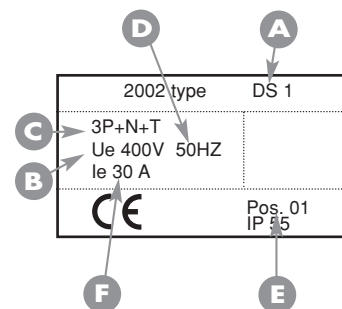 D A
2002 type DS 1
C 3P+N+T
B Ue 400V 50HZ
Ie 30 A
CE Pos. 01
IP 55
F E